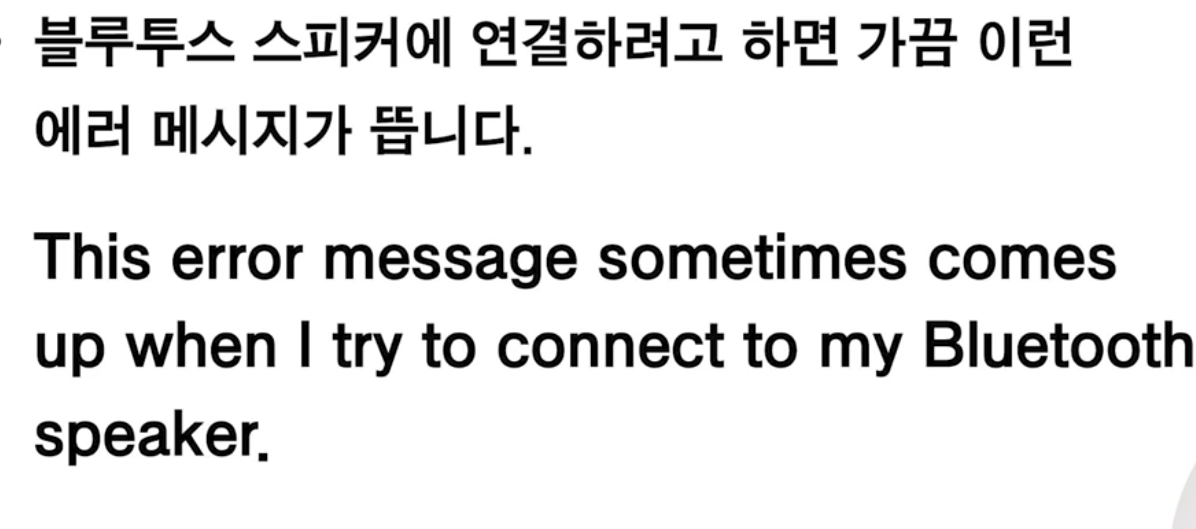 블루투스 스피커에 연결하려고 하면 가끔 이런
에러 메시지가 뜹니다.
This error message sometimes comes
up when I try to connect to my Bluetooth
speaker.